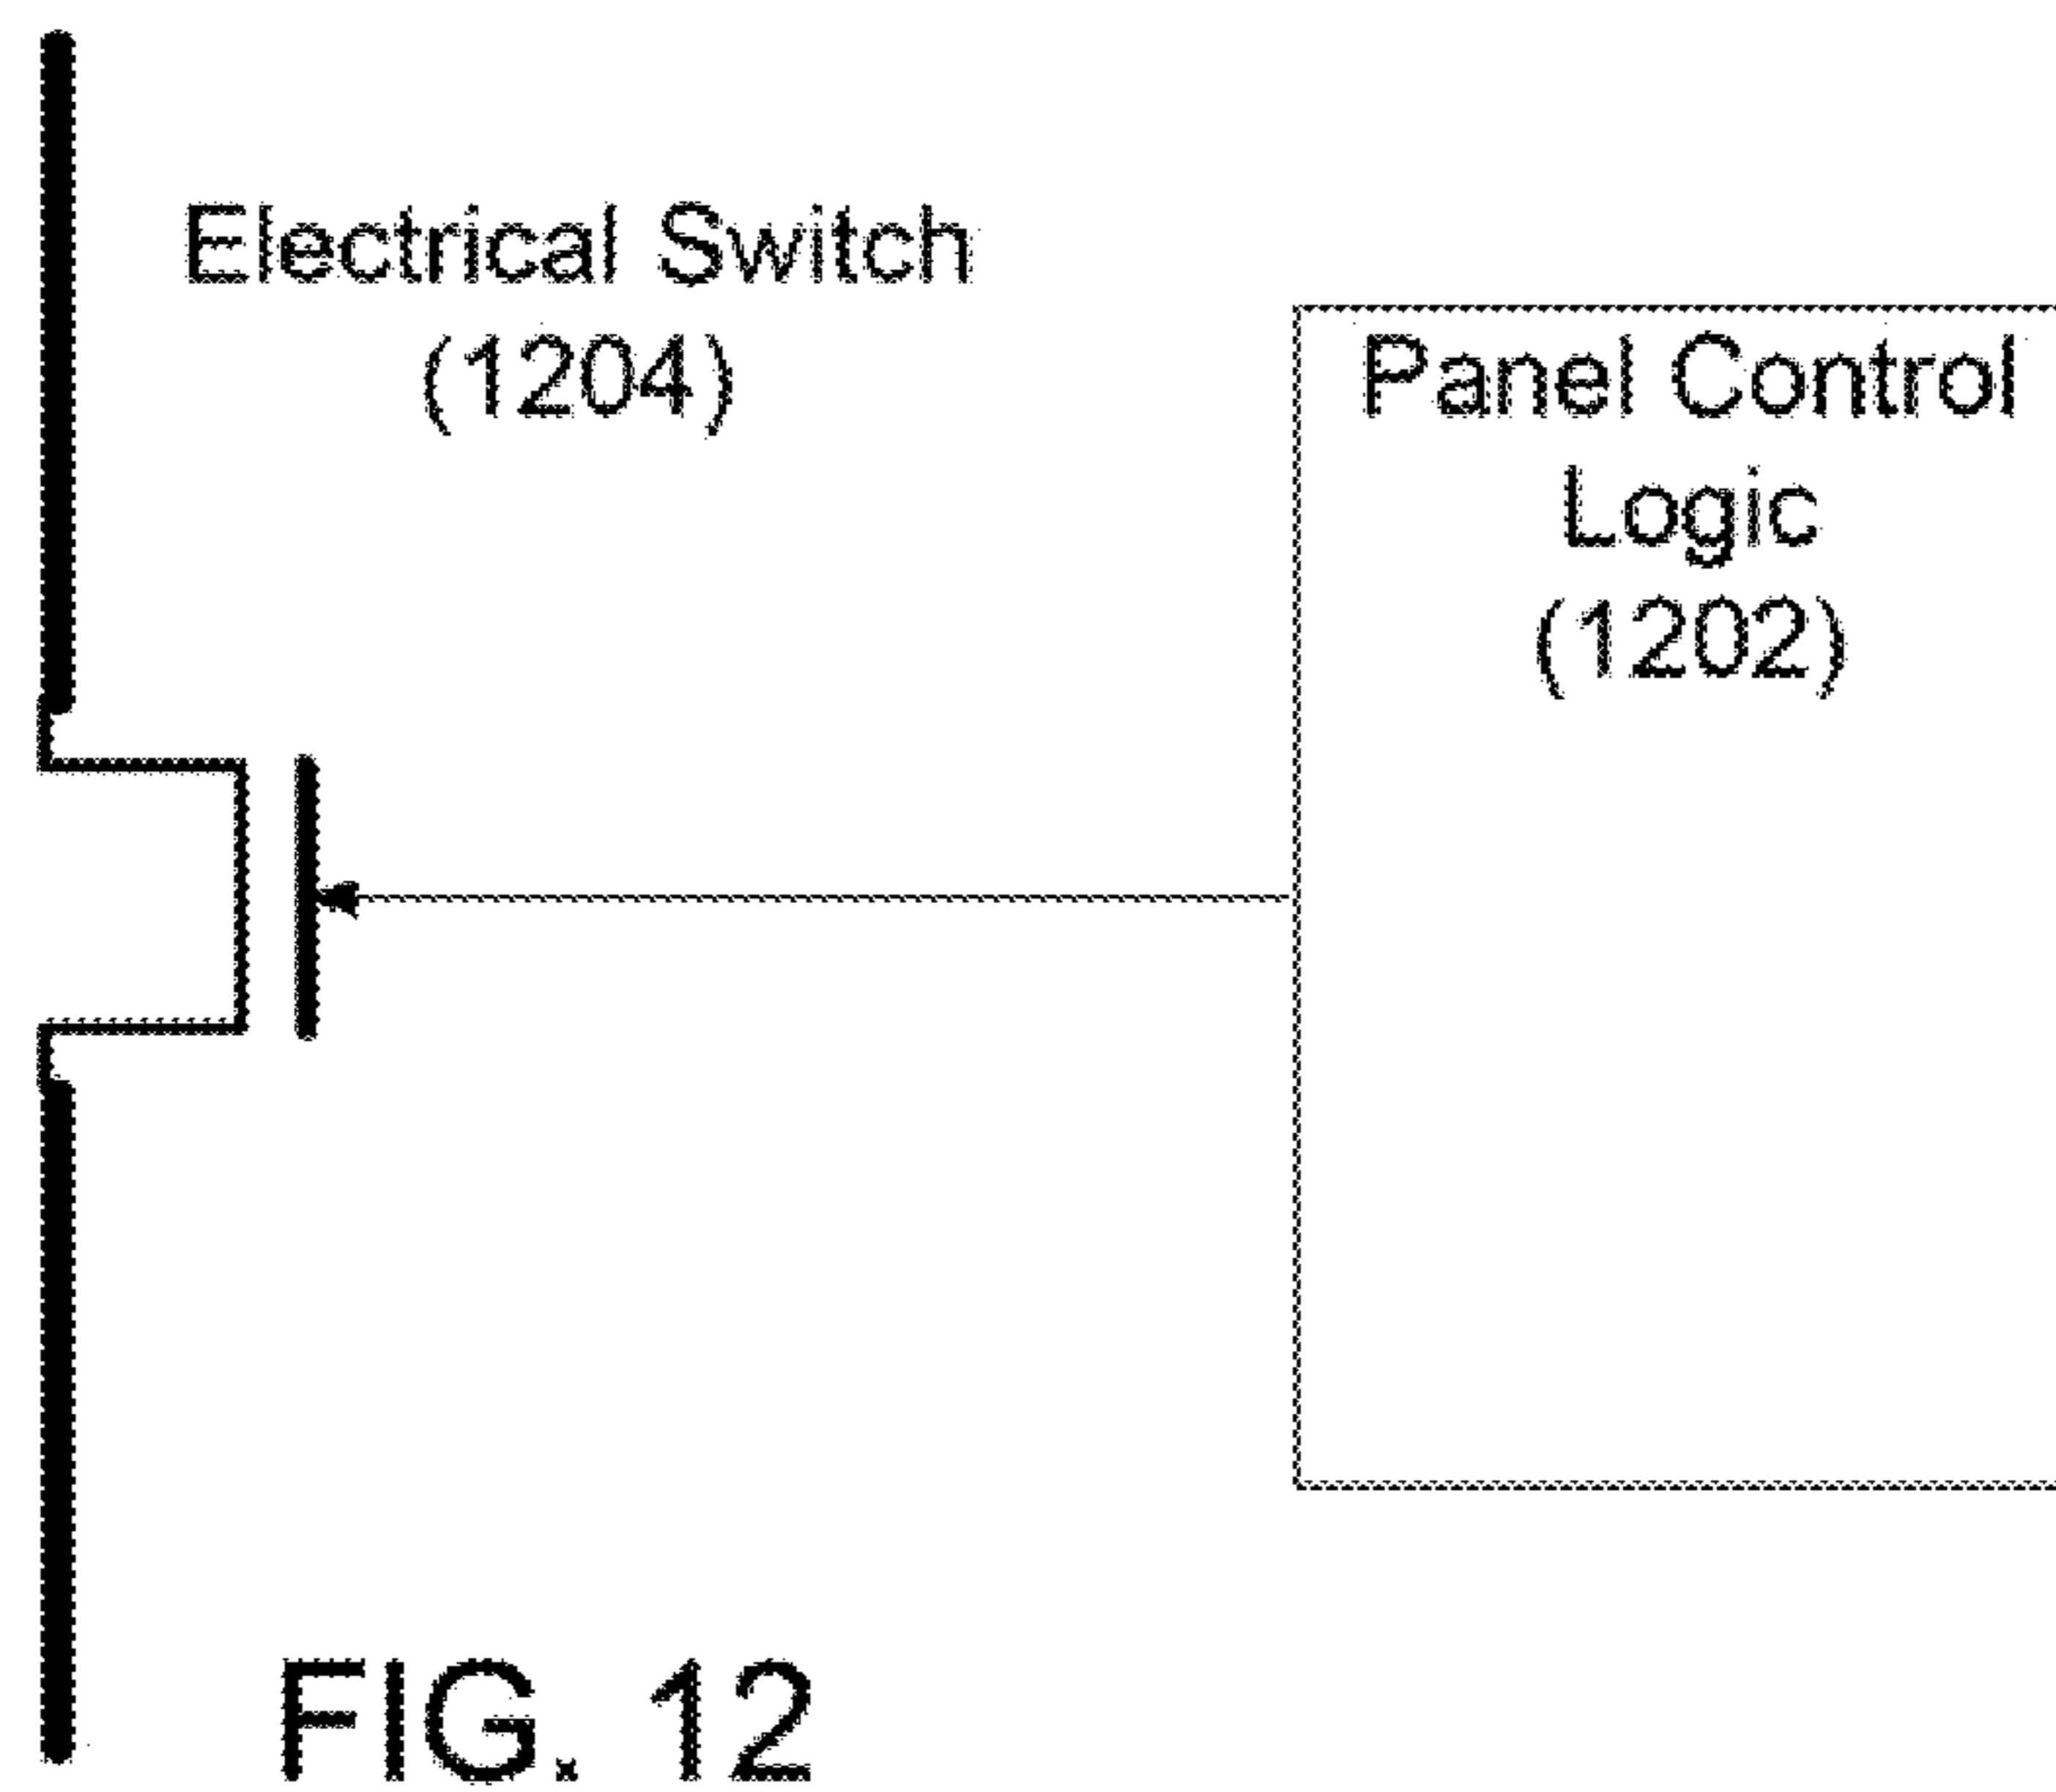 Electrical Switch
(1204)
Panel Control
Logic
(1202)
FIG. 12